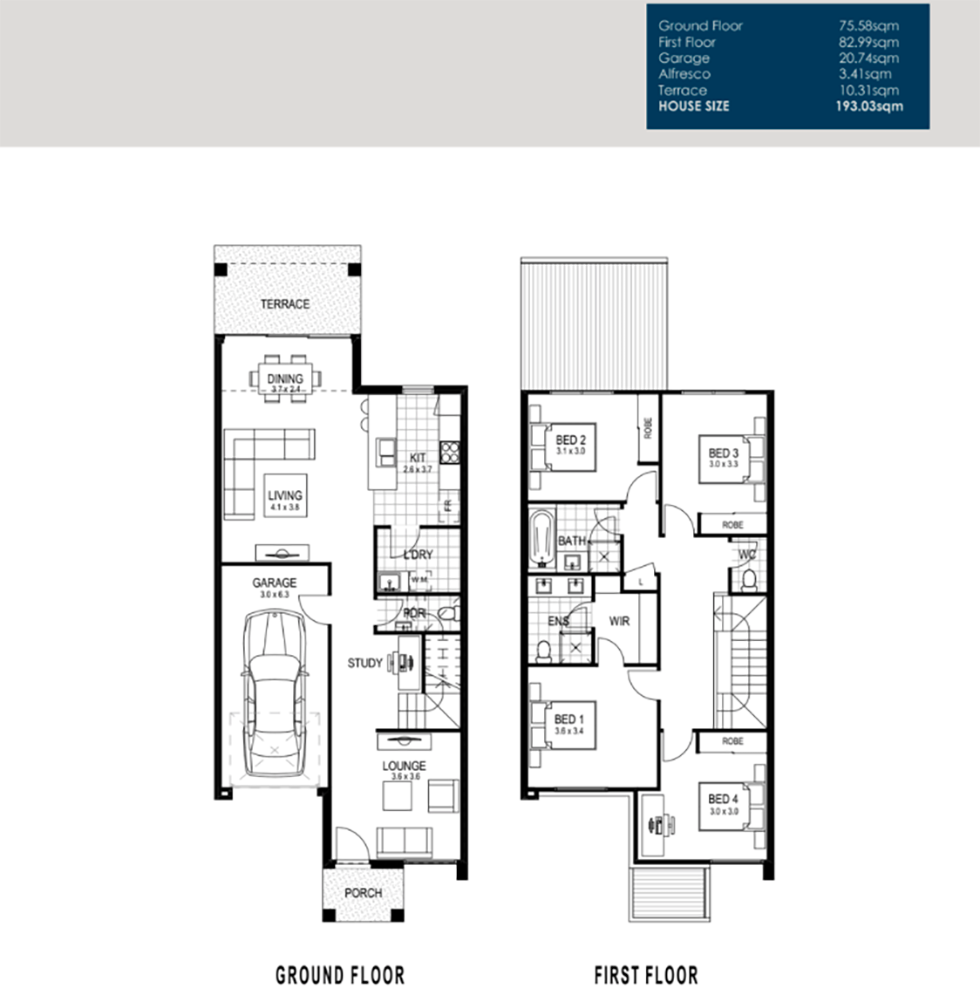 Ground Floor 75.58sqm
First Floor 82.99sqm
Garage 20.74sqm
Alfresco 3.41sqm
Terrace 10.31sqm
HOUSE SIZE 193.03sqm
TERRACE
DINING
3.7 x 2.4
KIT
2.6 x 3.7
LIVING
4.1 x 3.8
FR
L'DRY
W.M
GARAGE
3.0 x 6.3
PDR
STUDY
LOUNGE
3.6 x 3.6
PORCH
GROUND FLOOR
BED 2
3.1 x 3.0
ROBE
BED 3
3.0 x 3.3
ROBE
BATH
WC
L
ENS
WIR
BED 1
3.6 x 3.4
ROBE
BED 4
3.0 x 3.0
FIRST FLOOR